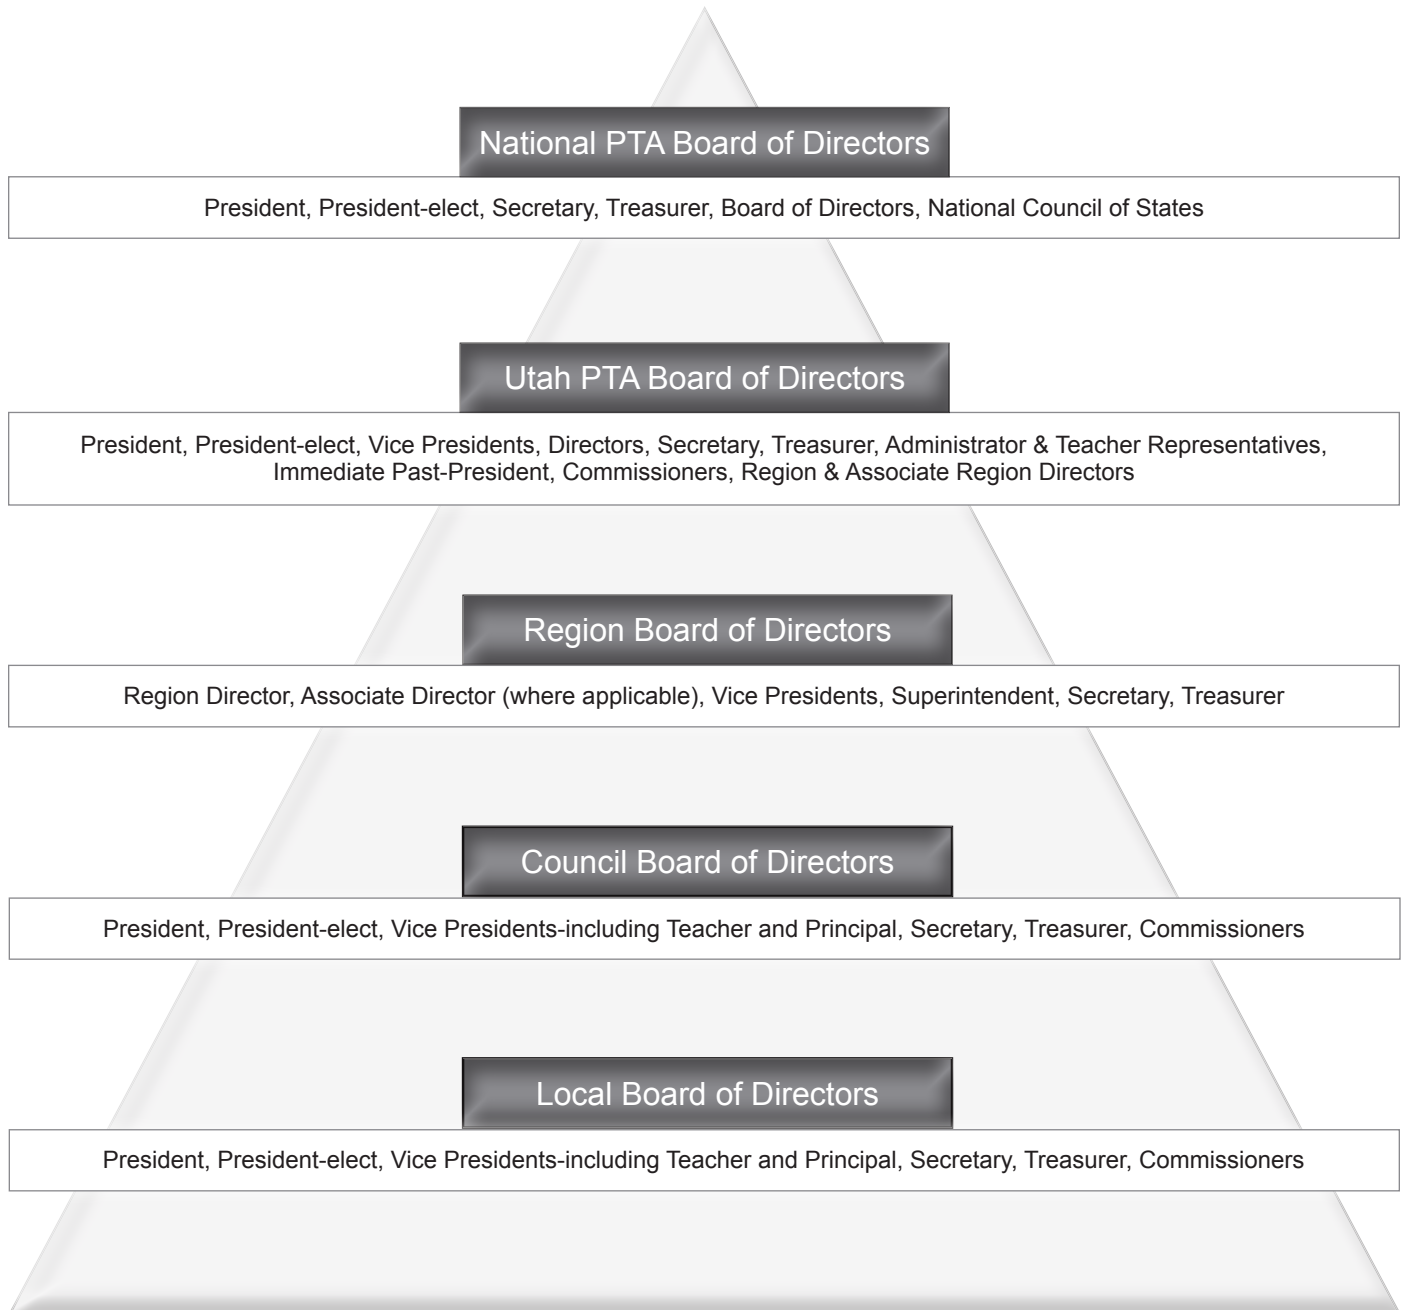 National PTA Board of Directors
President, President-elect, Secretary, Treasurer, Board of Directors, National Council of States
Utah PTA Board of Directors
President, President-elect, Vice Presidents, Directors, Secretary, Treasurer, Administrator & Teacher Representatives,
Immediate Past-President, Commissioners, Region & Associate Region Directors
Region Board of Directors
Region Director, Associate Director (where applicable), Vice Presidents, Superintendent, Secretary, Treasurer
Council Board of Directors
President, President-elect, Vice Presidents-including Teacher and Principal, Secretary, Treasurer, Commissioners
Local Board of Directors
President, President-elect, Vice Presidents-including Teacher and Principal, Secretary, Treasurer, Commissioners